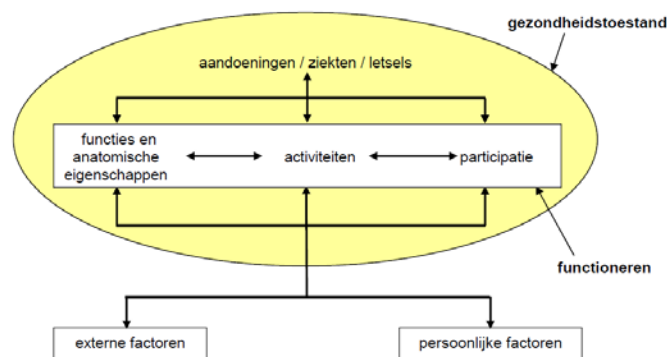 gezondheidstoestand
aandoeningen / ziekten / letsels
functies en
anatomische
eigenschappen
activiteiten
participatie
functioneren
externe factoren
persoonlijke factoren